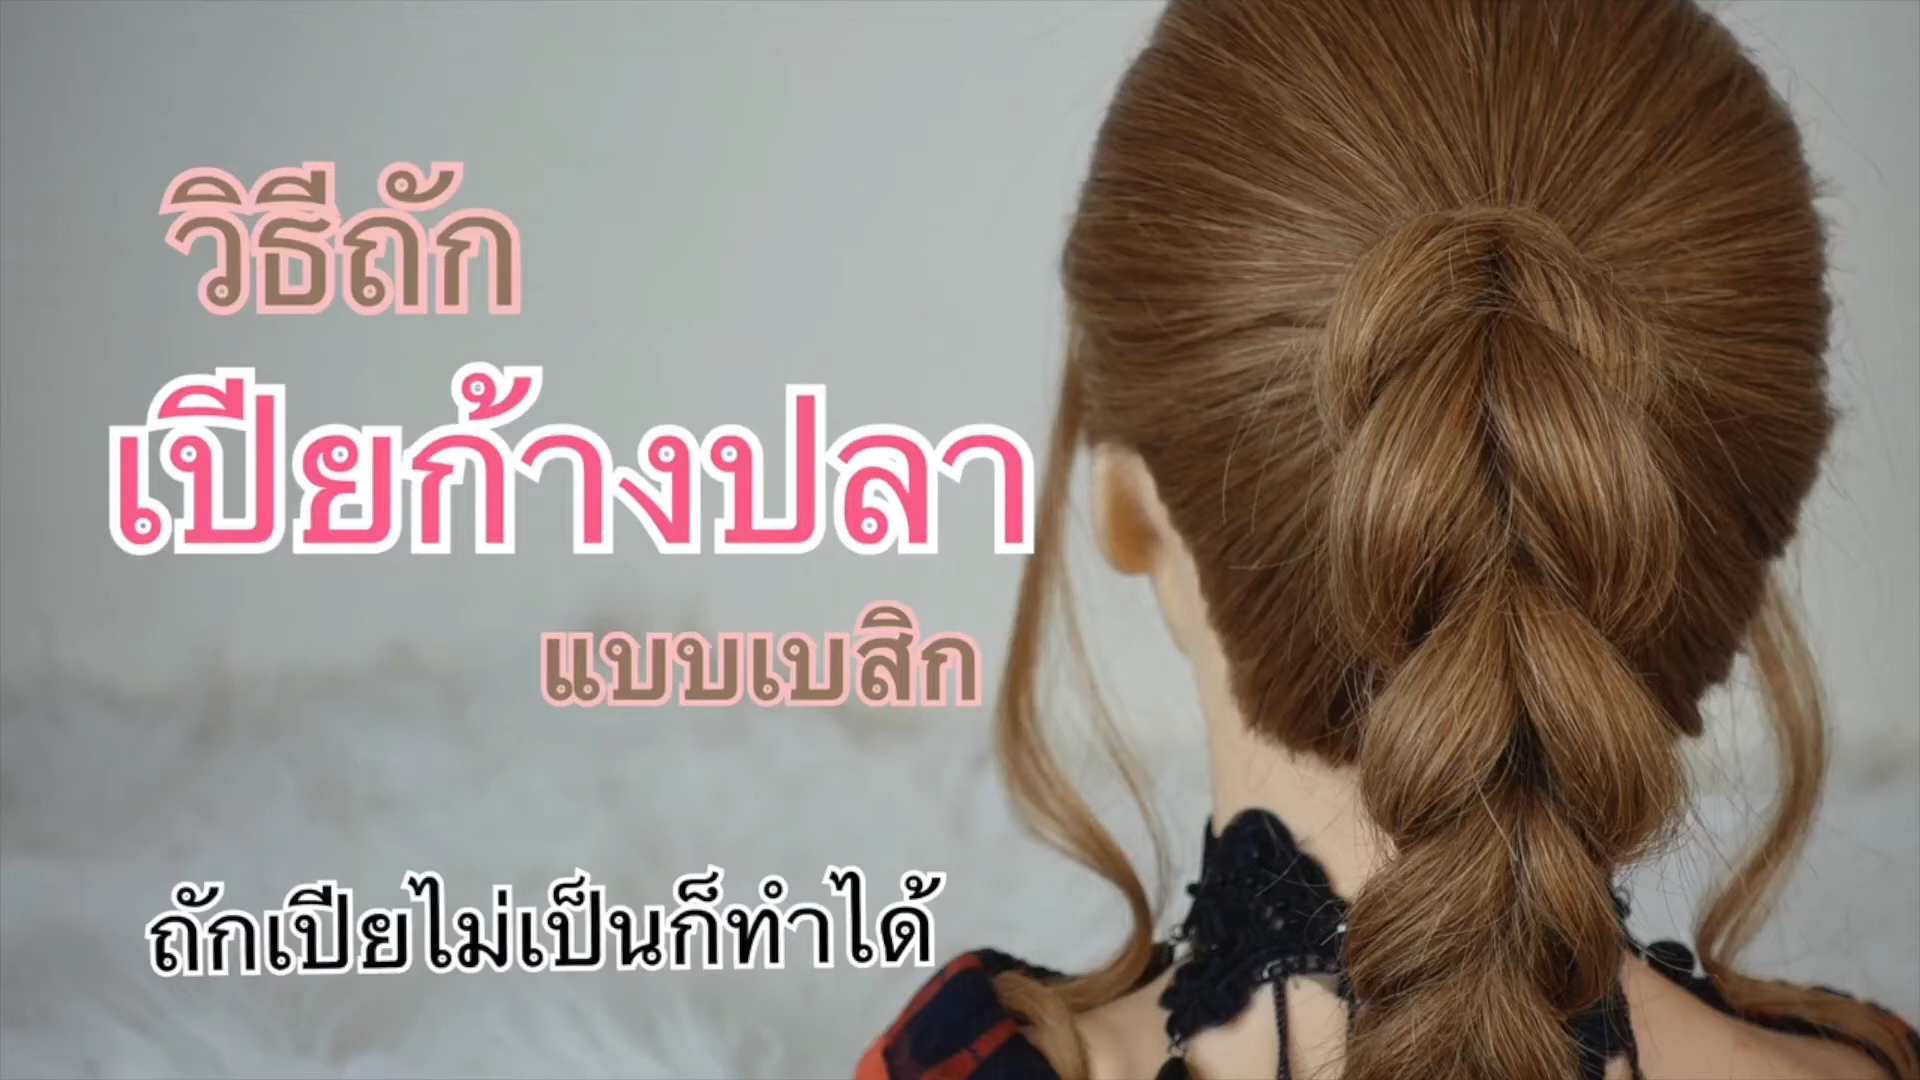 วิธีถัก
เปียก้างปลา
แบบเบสิก
ถักเปียไม่เป็นก็ทำได้